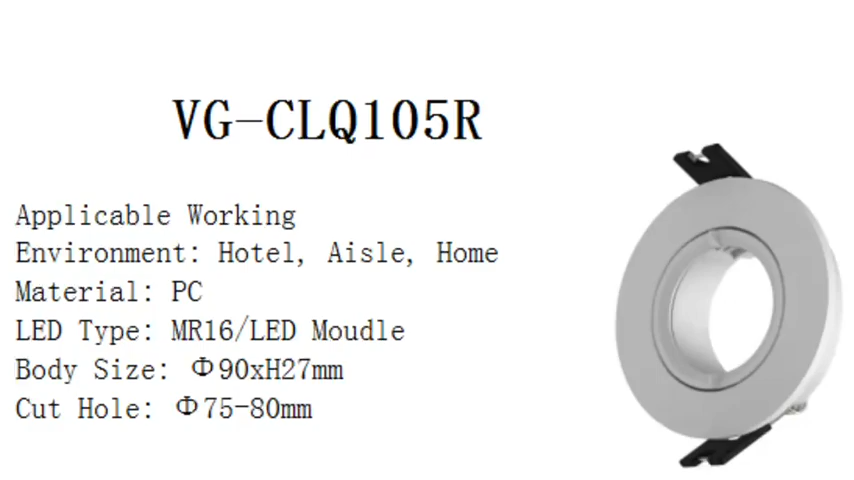 VG-CLQ105R
Applicable Working
Environment: Hotel, Aisle, Home
Material: PC
LED Type: MR16/LED Moudle
Body Size: Φ90xH27mm
Cut Hole: Φ75-80mm